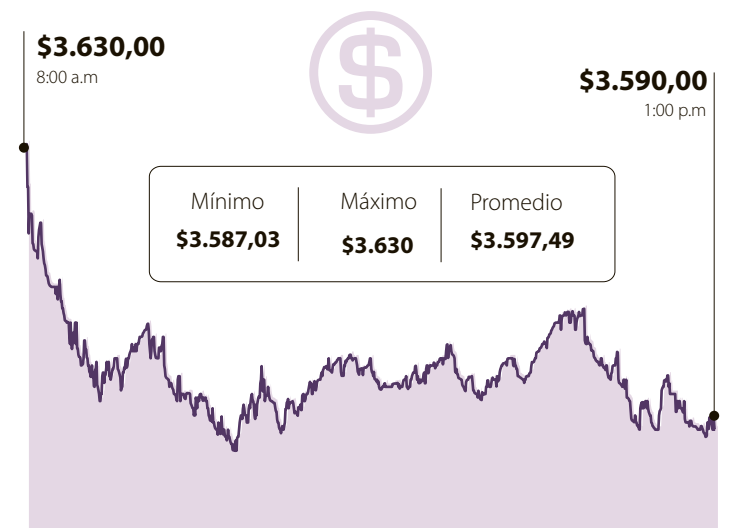 $
$3.630,00
8:00 a.m
$3.590,00
1:00 p.m
Mínimo
$3.587,03
Máximo
$3.630
Promedio
$3.597,49